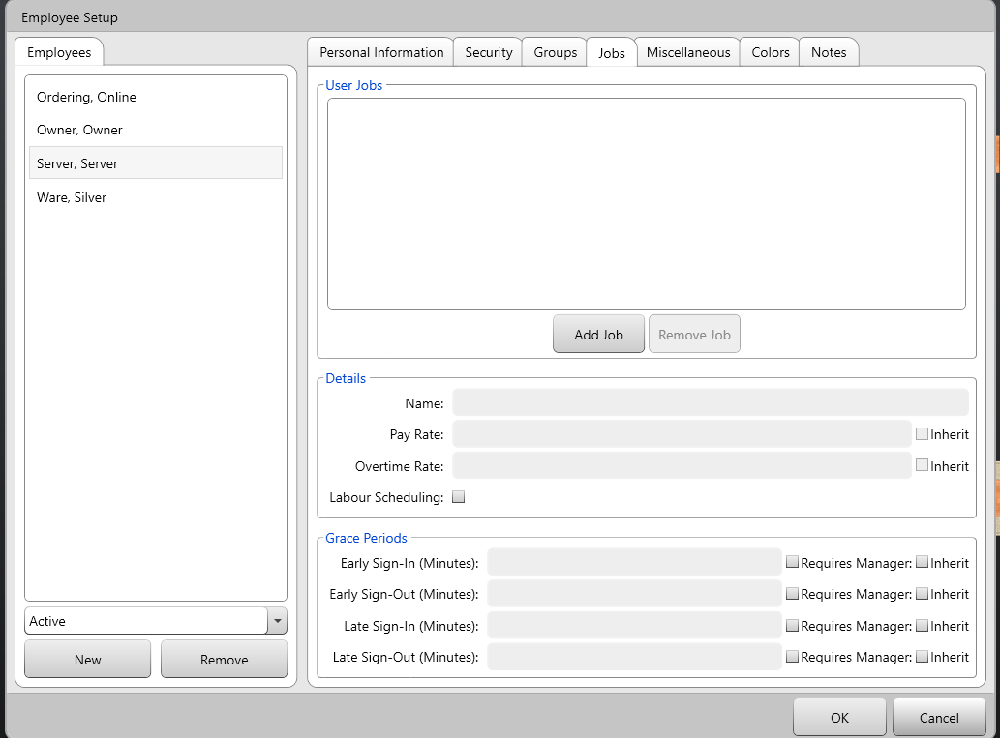 Employee Setup
Employees
Ordering, Online
Owner, Owner
Server, Server
Ware, Silver
Active
New Remove
Personal Information Security Groups Jobs Miscellaneous Colors Notes
User Jobs
Add Job Remove Job
Details
Name:
Pay Rate: Inherit
Overtime Rate: Inherit
Labour Scheduling:
Grace Periods
Early Sign-In (Minutes): Requires Manager: Inherit
Early Sign-Out (Minutes): Requires Manager: Inherit
Late Sign-In (Minutes): Requires Manager: Inherit
Late Sign-Out (Minutes): Requires Manager: Inherit
OK Cancel